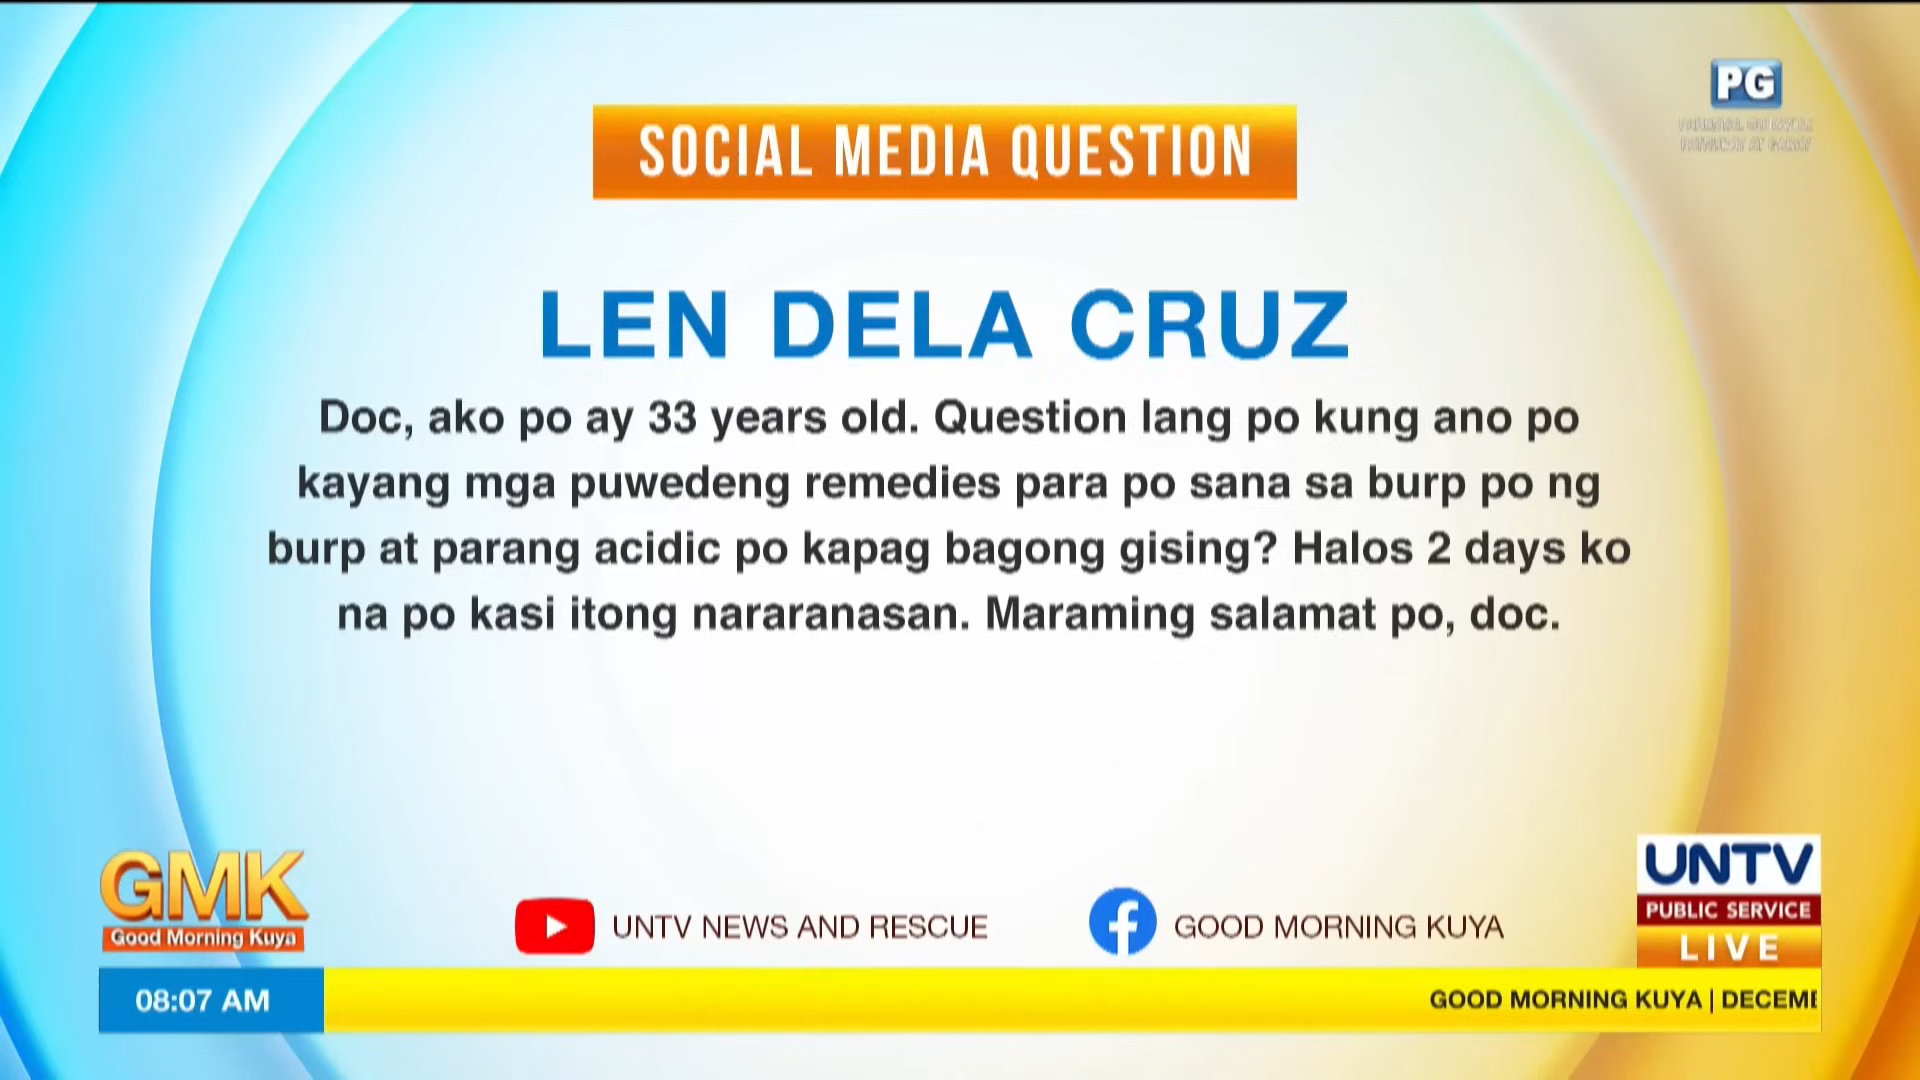 PG
SOCIAL MEDIA QUESTION
LEN DELA CRUZ
Doc, ako po ay 33 years old. Question lang po kung ano po
kayang mga puwedeng remedies para po sana sa burp po ng
burp at parang acidic po kapag bagong gising? Halos 2 days ko
na po kasi itong nararanasan. Maraming salamat po, doc.
GMK
Good Morning Kuya
UNTV NEWS AND RESCUE
GOOD MORNING KUYA
UNTV
PUBLIC SERVICE
LIVE
08:07 AM
GOOD MORNING KUYA | DECEME